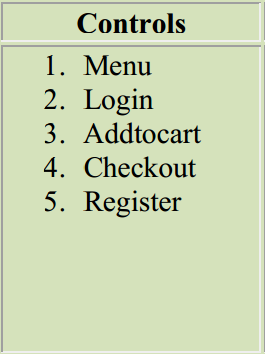 Controls
1. Menu
2. Login
3. Addtocart
4. Checkout
5. Register